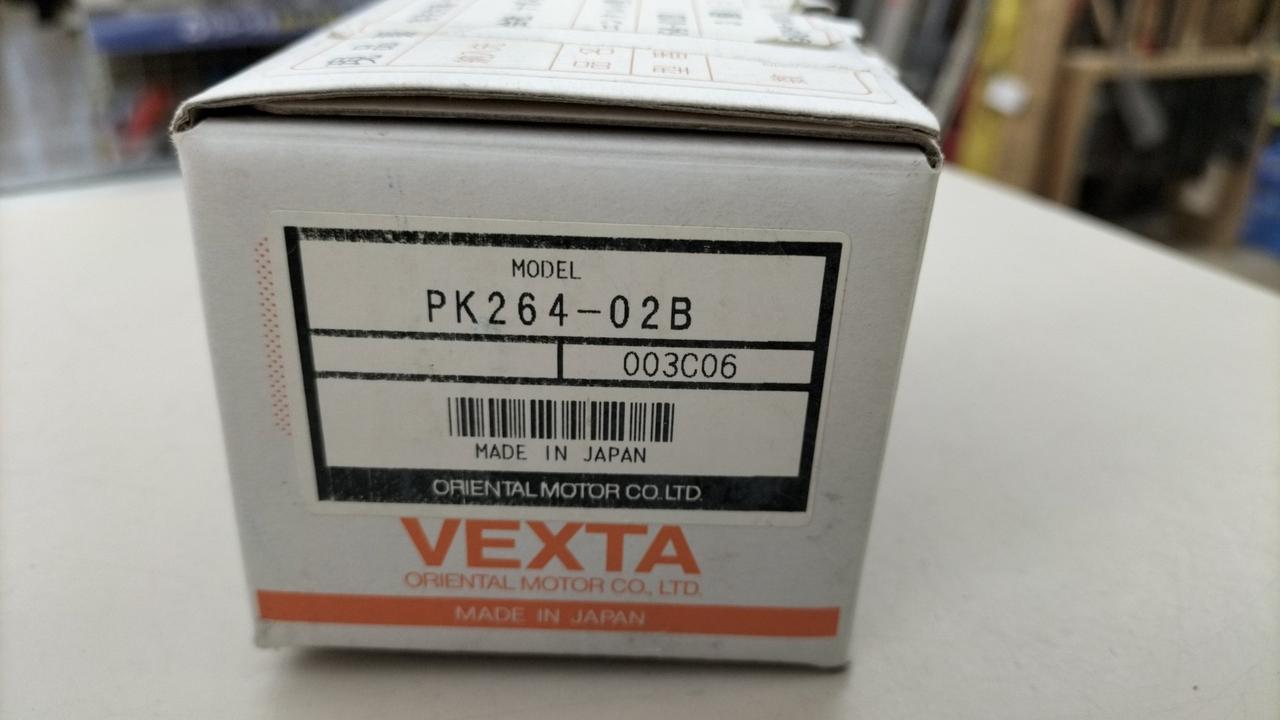 MODEL
PK264-02B
003C06
MADE IN JAPAN
ORIENTAL MOTOR CO.LTD.
VEXTA
ORIENTAL MOTOR CO., LTD.
MADE IN JAPAN